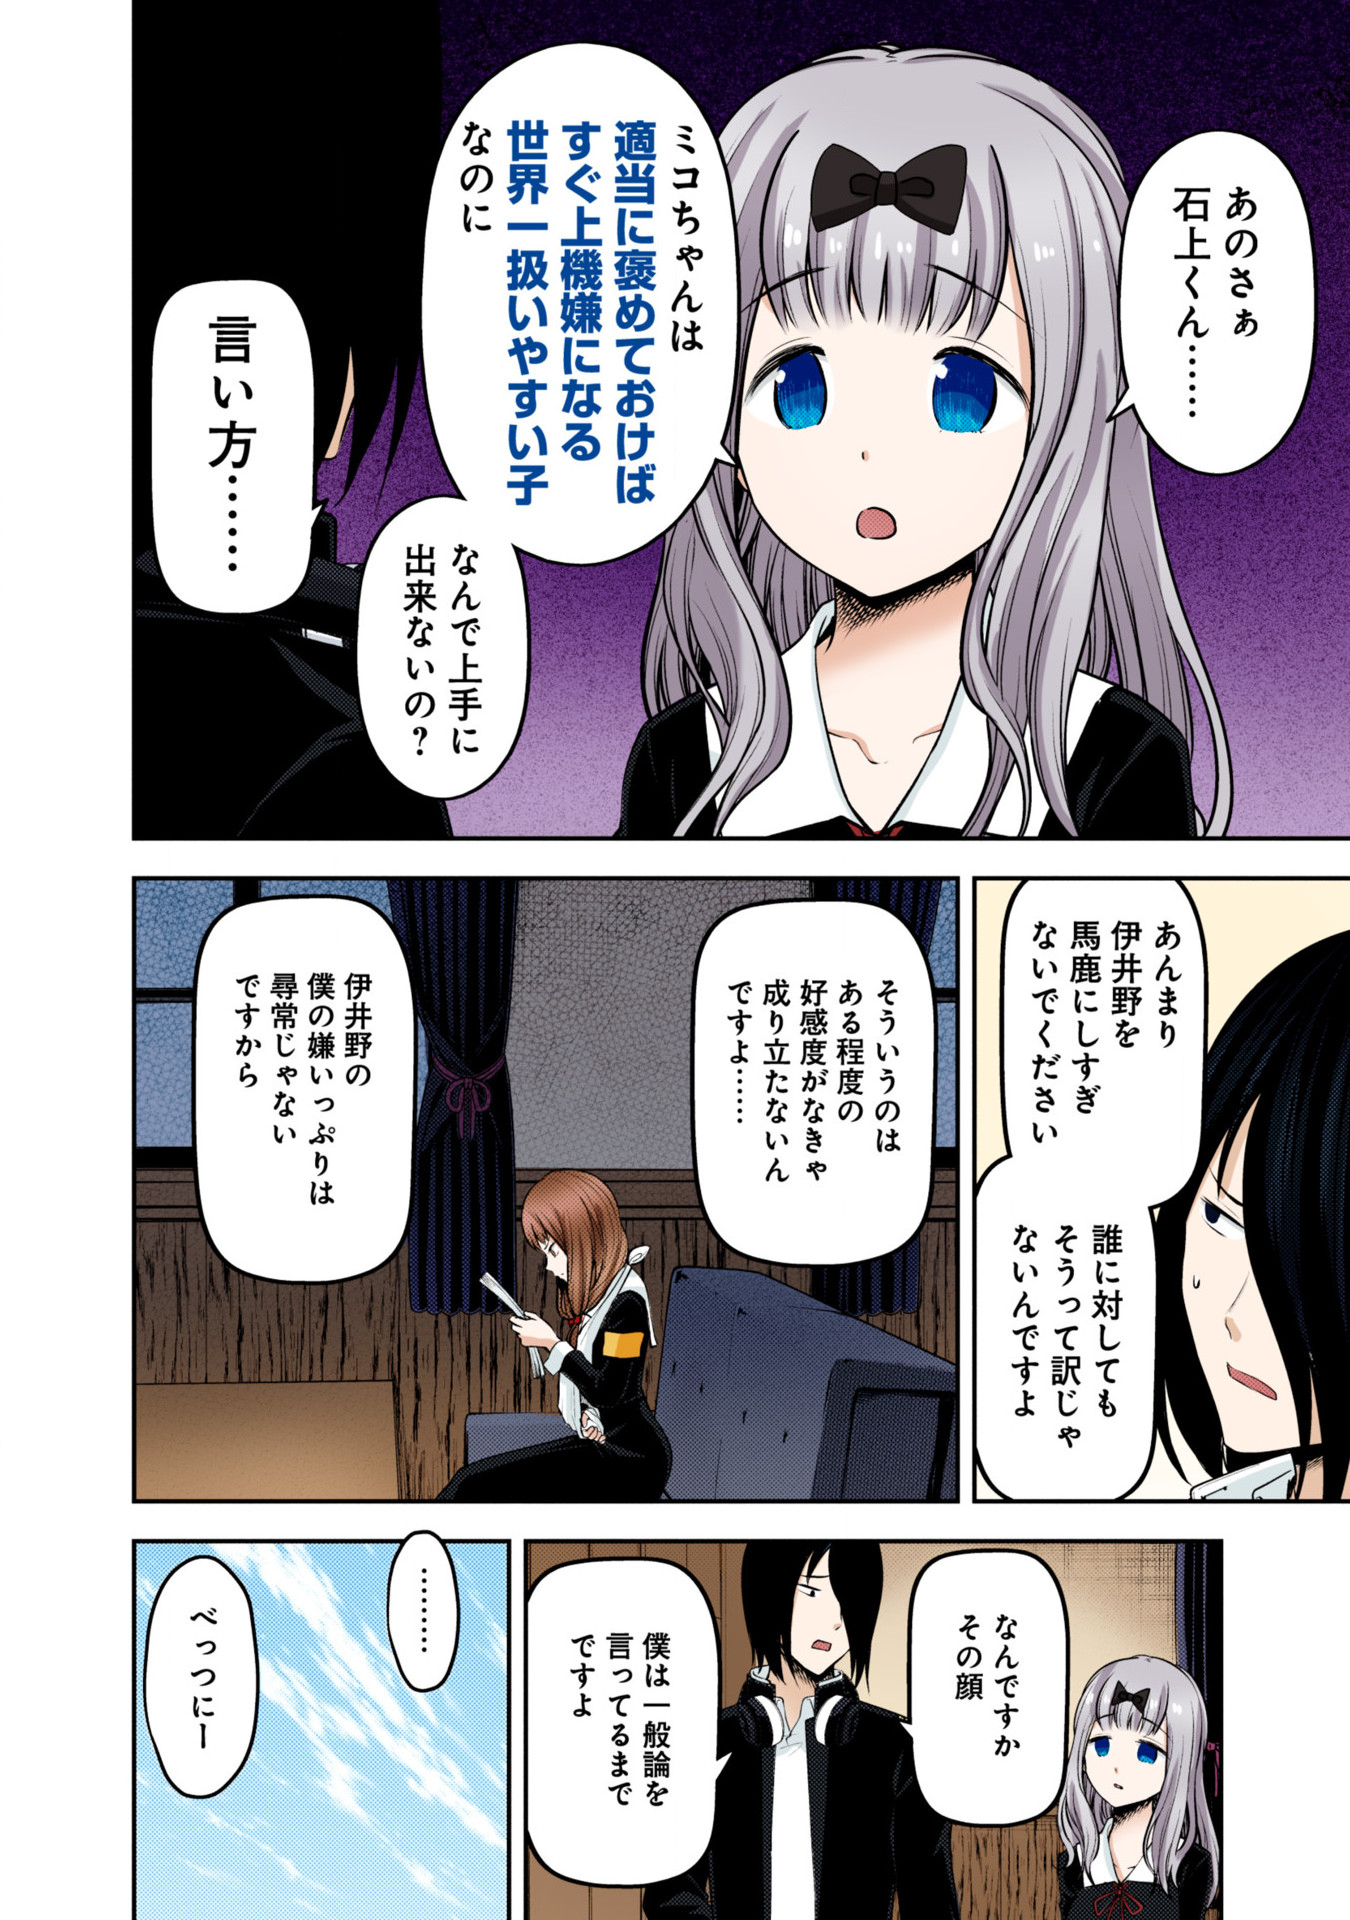 あのさぁ
石上くん……
ミコちゃんは
適当に褒めておけば
すぐ上機嫌になる
世界一扱いやすい子
なのに
なんで上手に
出来ないの？
言い方……
あんまり
伊井野を
馬鹿にしすぎ
ないでください
誰に対しても
そうって訳じゃ
ないんですよ
そういうのは
ある程度の
好感度がなきゃ
成り立たないん
ですよ……
伊井野の
僕の嫌いっぷりは
尋常じゃない
ですから
なんですか
その顔
僕は一般論を
言ってるまで
ですよ
………
べっつにー